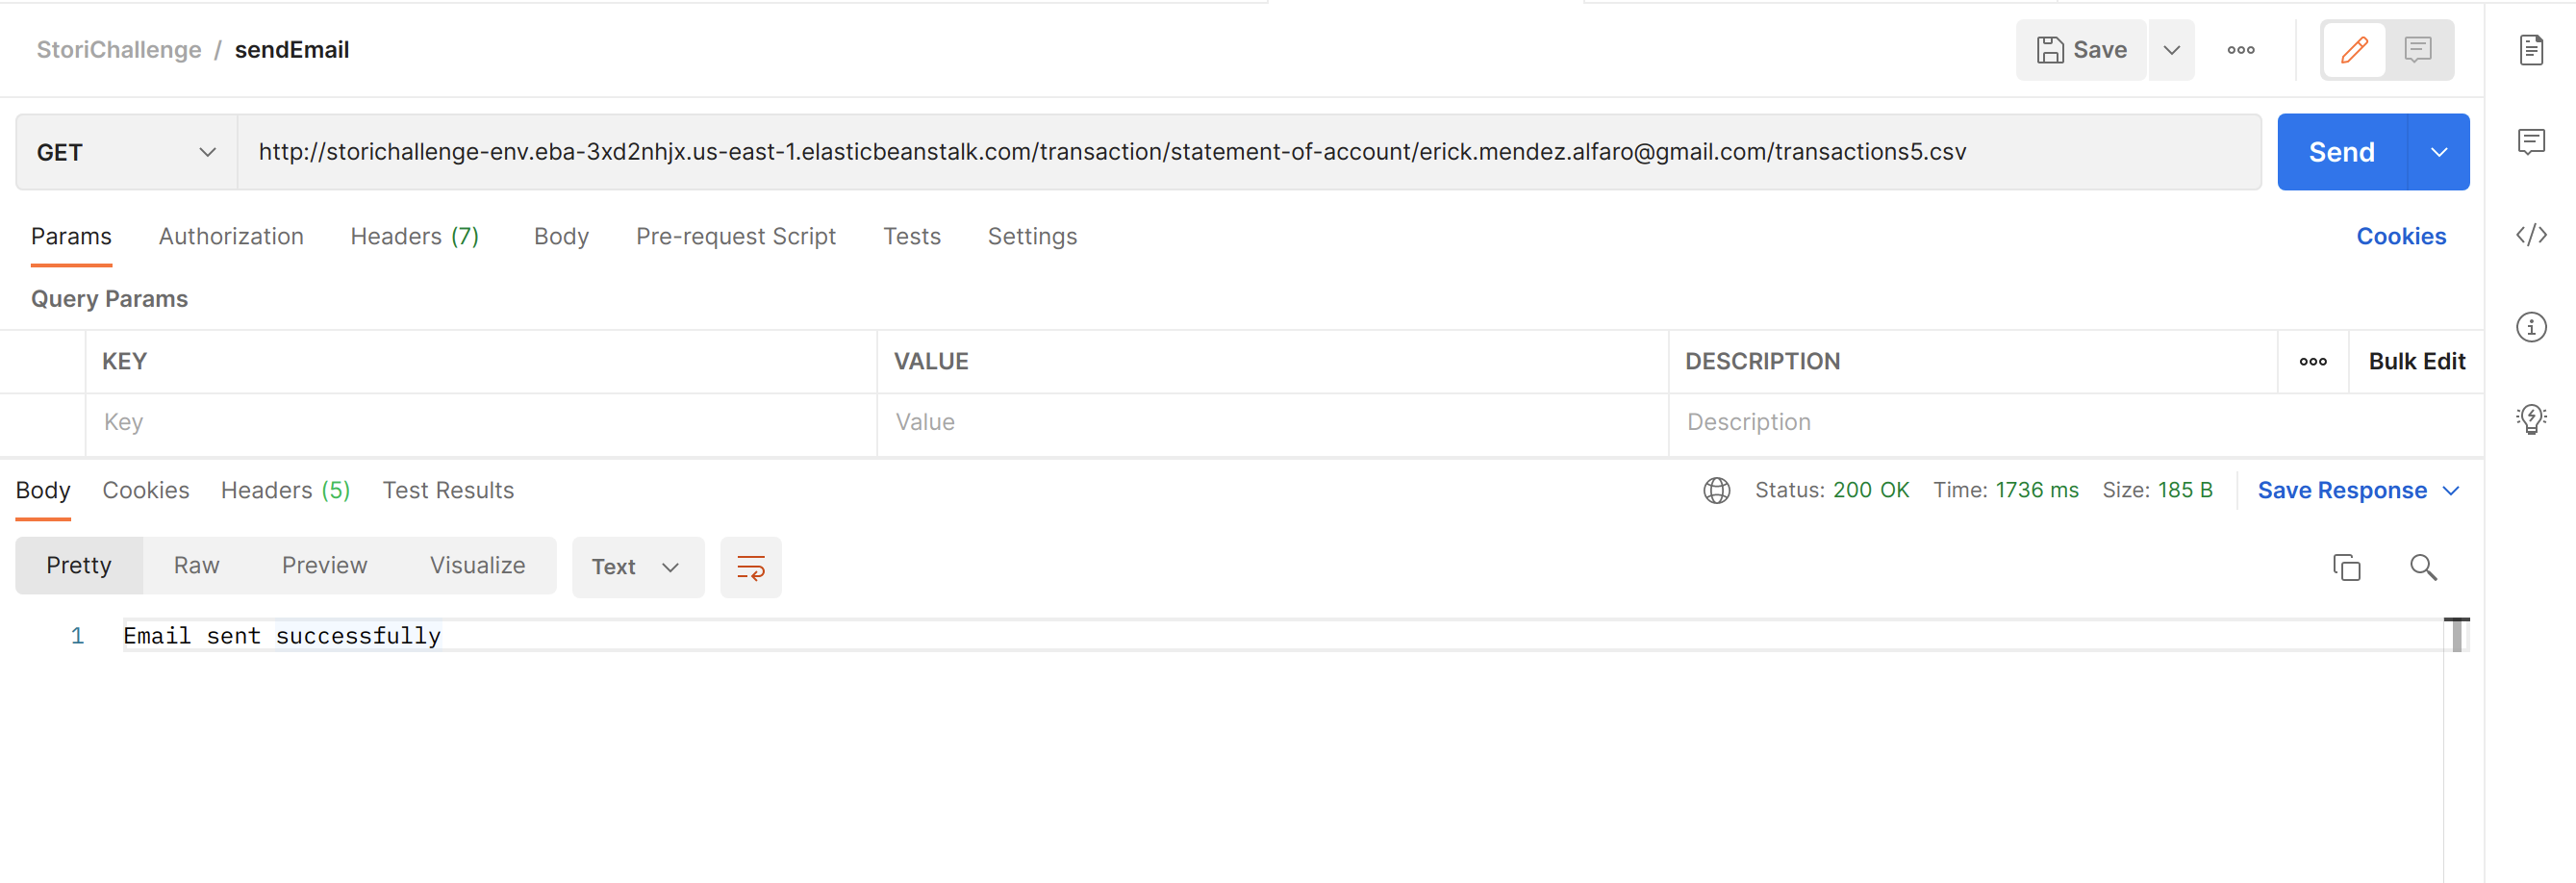 StoriChallenge / sendEmail
Save
GET
http://storichallenge-env.eba-3xd2nhjx.us-east-1.elasticbeanstalk.com/transaction/statement-of-account/erick.mendez.alfaro@gmail.com/transactions5.csv
Send
Params Authorization Headers (7) Body Pre-request Script Tests Settings Cookies
Query Params
KEY VALUE DESCRIPTION ooo Bulk Edit
Key Value Description
Body Cookies Headers (5) Test Results Status: 200 OK Time: 1736 ms Size: 185 B Save Response
Pretty Raw Preview Visualize Text
1 Email sent successfully